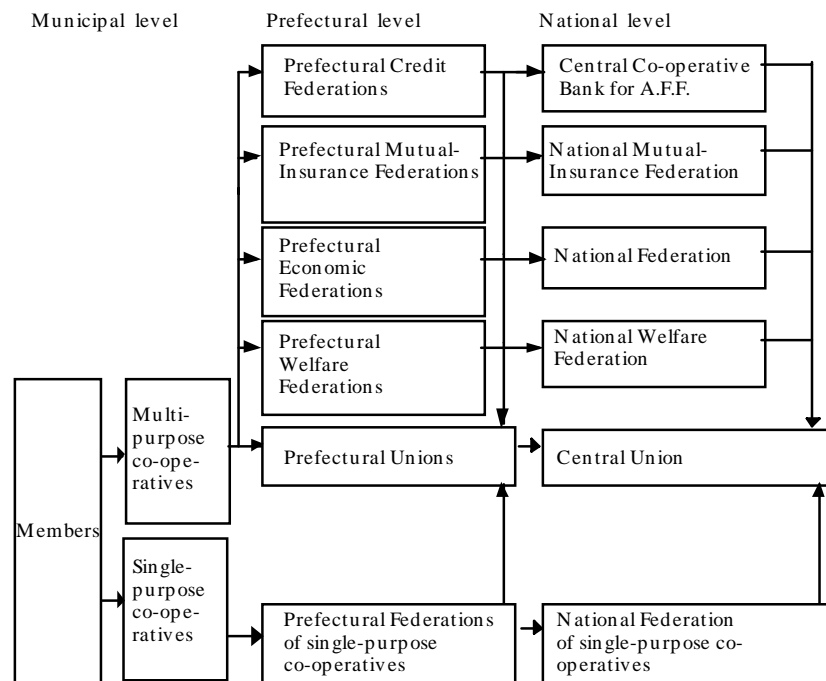 Municipal level
Prefectural level
National level
Prefectural Credit
Federations
Central Co-operative
Bank for A.F.F.
Prefectural Mutual-
Insurance Federations
National Mutual-
Insurance Federation
Prefectural
Economic
Federations
National Federation
Prefectural
Welfare
Federations
National Welfare
Federation
Multi-
purpose
co-ope-
ratives
Prefectural Unions
Central Union
Members
Single-
purpose
co-ope-
ratives
Prefectural Federations
of single-purpose
co-operatives
National Federation
of single-purpose co-
operatives